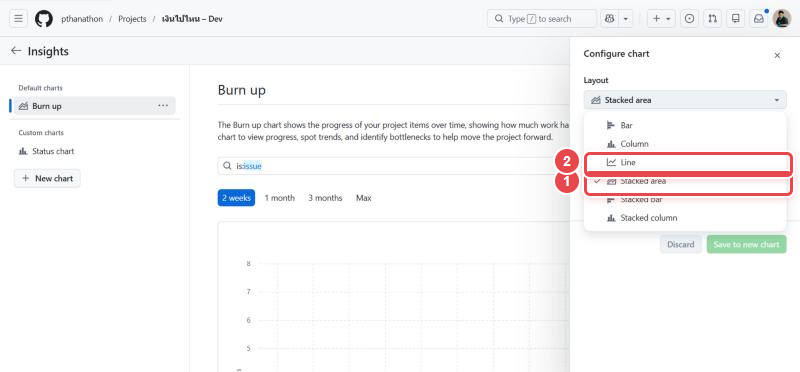 pthanathon / Projects / เงินไปไหน – Dev
Type / to search
Insights
Default charts
Burn up
Custom charts
Status chart
+ New chart
Burn up
The Burn up chart shows the progress of your project items over time, showing how much work ha
chart to view progress, spot trends, and identify bottlenecks to help move the project forward.
is:issue
2 weeks 1 month 3 months Max
8
7
6
5
Configure chart
Layout
Stacked area
Bar
Column
2 Line
1 Stacked area
Stacked bar
Stacked column
Discard Save to new chart